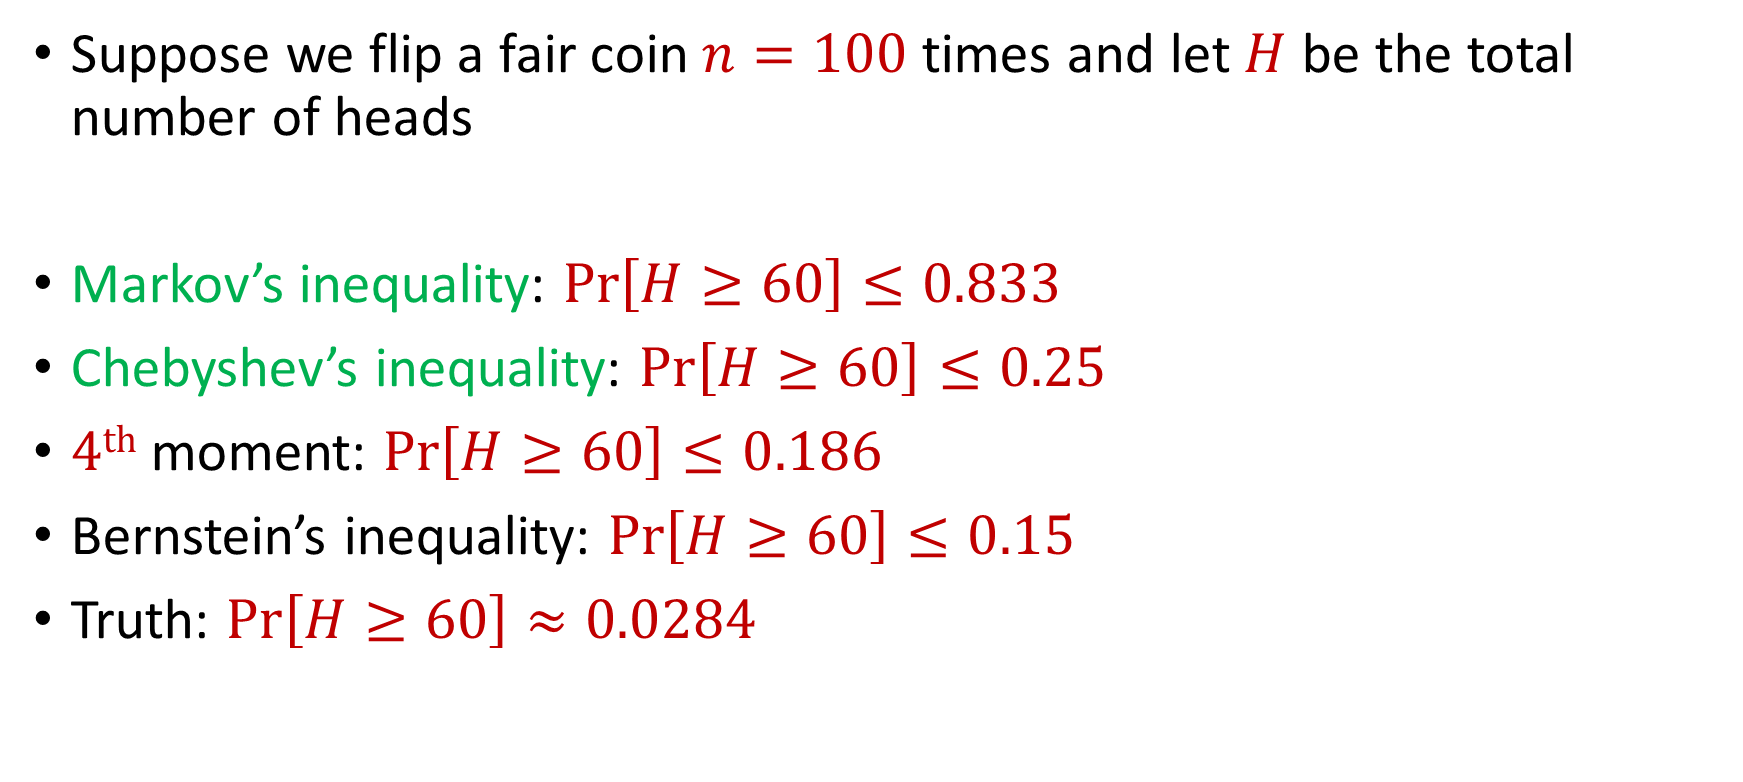 • Suppose we flip a fair coin n = 100 times and let H be the total
number of heads
• Markov’s inequality: Pr[H ≥ 60] ≤ 0.833
• Chebyshev’s inequality: Pr[H ≥ 60] ≤ 0.25
• 4th moment: Pr[H ≥ 60] ≤ 0.186
• Bernstein’s inequality: Pr[H ≥ 60] ≤ 0.15
• Truth: Pr[H ≥ 60] ≈ 0.0284